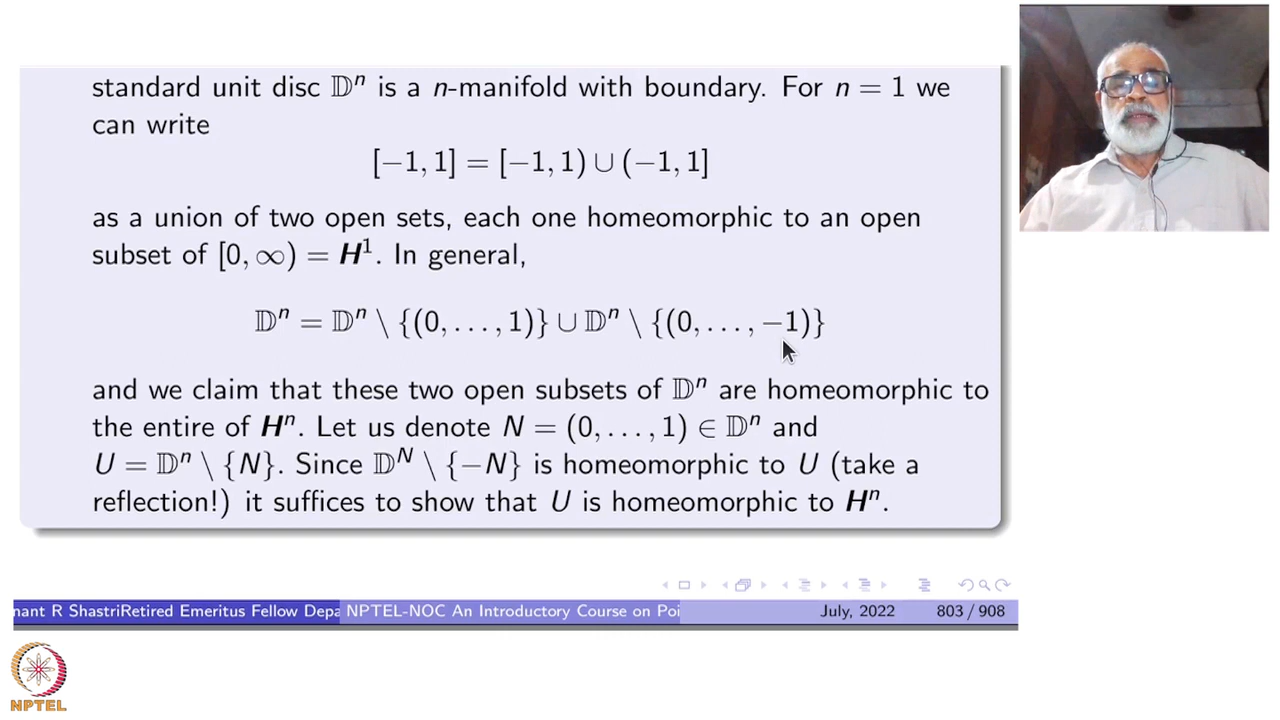 standard unit disc 𝔻ⁿ is a n-manifold with boundary. For n = 1 we
can write
[−1, 1] = [−1, 1) ∪ (−1, 1]
as a union of two open sets, each one homeomorphic to an open
subset of [0, ∞) = H¹. In general,
𝔻ⁿ = 𝔻ⁿ \ {(0, . . . , 1)} ∪ 𝔻ⁿ \ {(0, . . . , −1)}
and we claim that these two open subsets of 𝔻ⁿ are homeomorphic to
the entire of Hⁿ. Let us denote N = (0, . . . , 1) ∈ 𝔻ⁿ and
U = 𝔻ⁿ \ {N}. Since 𝔻ᴺ \ {−N} is homeomorphic to U (take a
reflection!) it suffices to show that U is homeomorphic to Hⁿ.
nant R ShastriRetired Emeritus Fellow Depa NPTEL-NOC An Introductory Course on Poi July, 2022 803 / 908
NPTEL